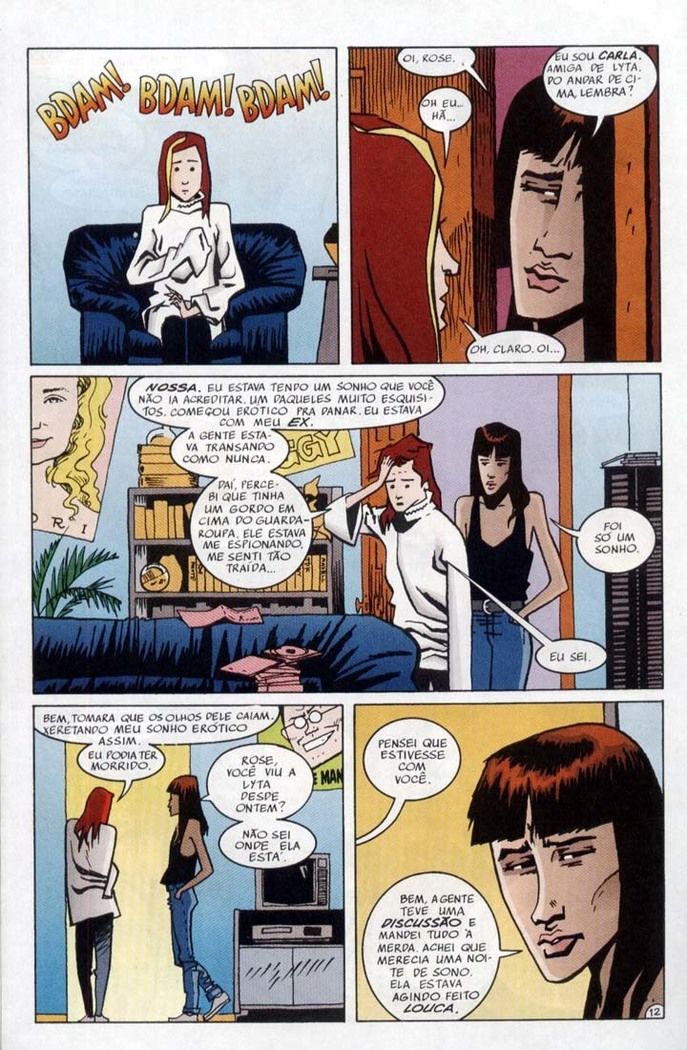 BDAM! BDAM! BDAM!
OI, ROSE.
OH EU...
HÃ...
EU SOU CARLA.
AMIGA DE LYTA,
DO ANDAR DE CI-
MA, LEMBRA?
OH, CLARO. OI...
NOSSA. EU ESTAVA TENDO UM SONHO QUE VOCÊ
NÃO IA ACREDITAR. UM DAQUELES MUITO ESQUISI-
TOS. COMEÇOU ERÓTICO PRA DANAR. EU ESTAVA
COM MEU EX.
A GENTE ESTA-
VA TRANSANDO
COMO NUNCA.
DAÍ, PERCE-
BI QUE TINHA
UM GORDO EM
CIMA DO GUARDA-
ROUPA. ELE ESTAVA
ME ESPIONANDO.
ME SENTI TÃO
TRAÍDA...
FOI
SÓ UM
SONHO.
EU SEI.
ORI
GGY
BEM, TOMARA QUE OS OLHOS DELE CAIAM.
XERETANDO MEU SONHO ERÓTICO
ASSIM.
EU PODIA TER
MORRIDO.
ROSE,
VOCÊ VIU A
LYTA
DESDE
ONTEM?
NÃO SEI
ONDE ELA
ESTÁ.
E MAN
PENSEI QUE
ESTIVESSE
COM
VOCÊ.
BEM, A GENTE
TEVE UMA
DISCUSSÃO E
MANDEI TUDO À
MERDA. ACHEI QUE
MERECIA UMA NOI-
TE DE SONO.
ELA ESTAVA
AGINDO FEITO
LOUCA.
12